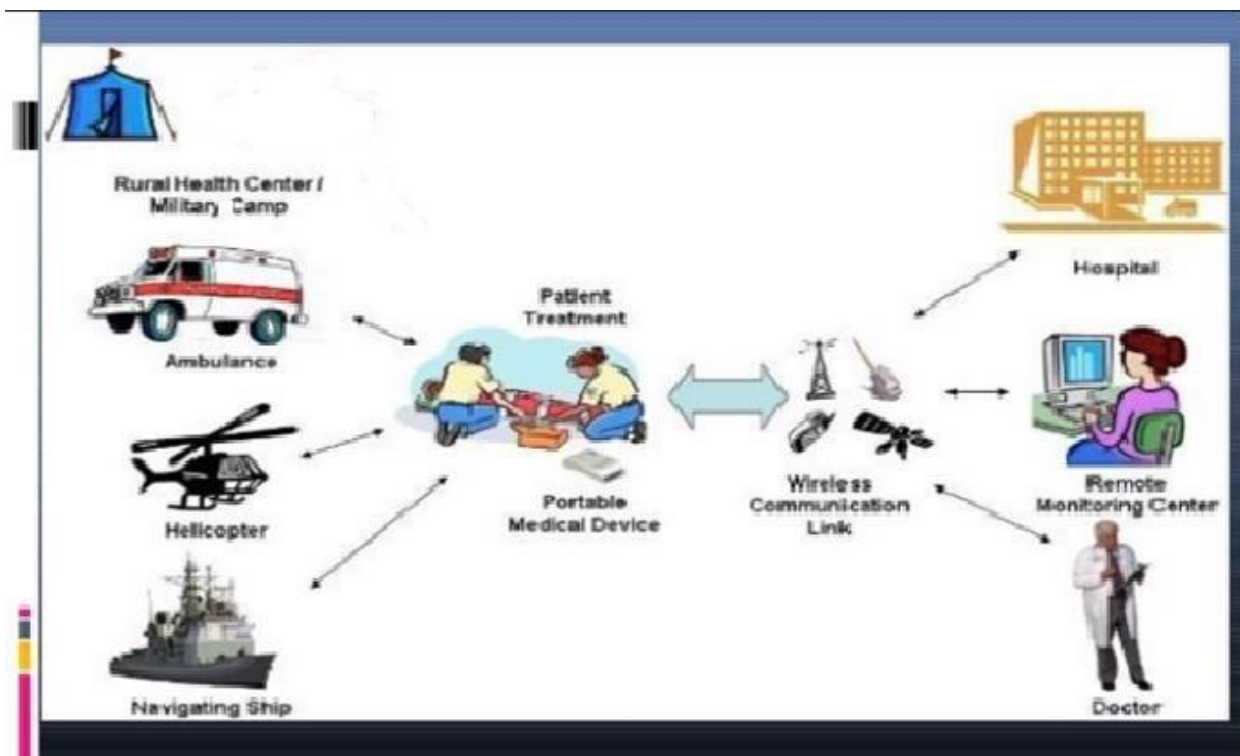 Rural Health Center /
Military Camp
Ambulance
Helicopter
Navigating Ship
Patient
Treatment
Portable
Medical Device
Wireless
Communication
Link
Hospital
Remote
Monitoring Center
Doctor